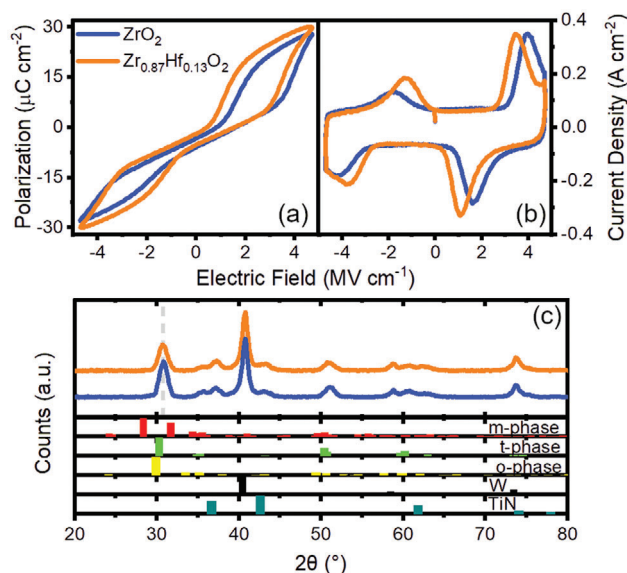 30
15
0
-15
-30
Polarization (μC cm⁻²)
ZrO₂
Zr₀.₈₇Hf₀.₁₃O₂
(a)
-4 -2 0 2 4
(b)
-4 -2 0 2 4
0.4
0.2
0.0
-0.2
-0.4
Current Density (A cm⁻²)
Electric Field (MV cm⁻¹)
(c)
Counts (a.u.)
m-phase
t-phase
o-phase
W
TiN
20 30 40 50 60 70 80
2θ (°)